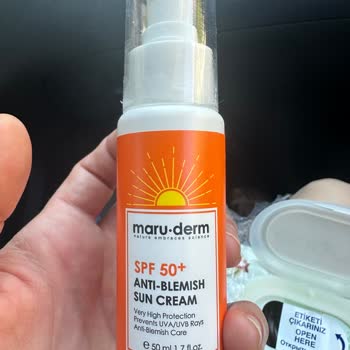 maru·derm
nature embraces science
SPF 50+
ANTI-BLEMISH
SUN CREAM
Very High Protection
Prevents UVA/UVB Rays
Anti-Blemish Care
℮ 50 ml 1.7 fl.oz.
ETİKETİ
ÇIKARINIZ
OPEN
HERE